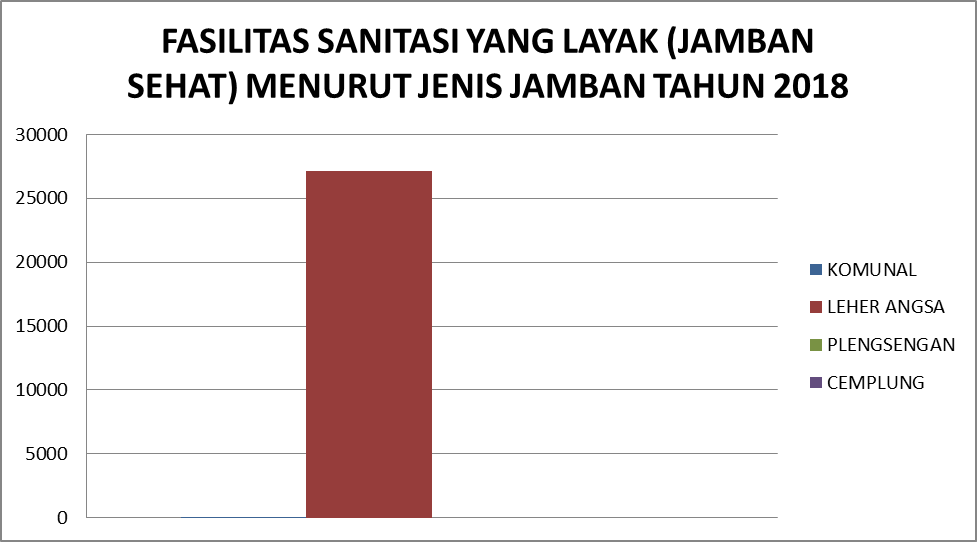 FASILITAS SANITASI YANG LAYAK (JAMBAN
SEHAT) MENURUT JENIS JAMBAN TAHUN 2018
30000
25000
20000
15000
10000
5000
0
KOMUNAL
LEHER ANGSA
PLENGSENGAN
CEMPLUNG